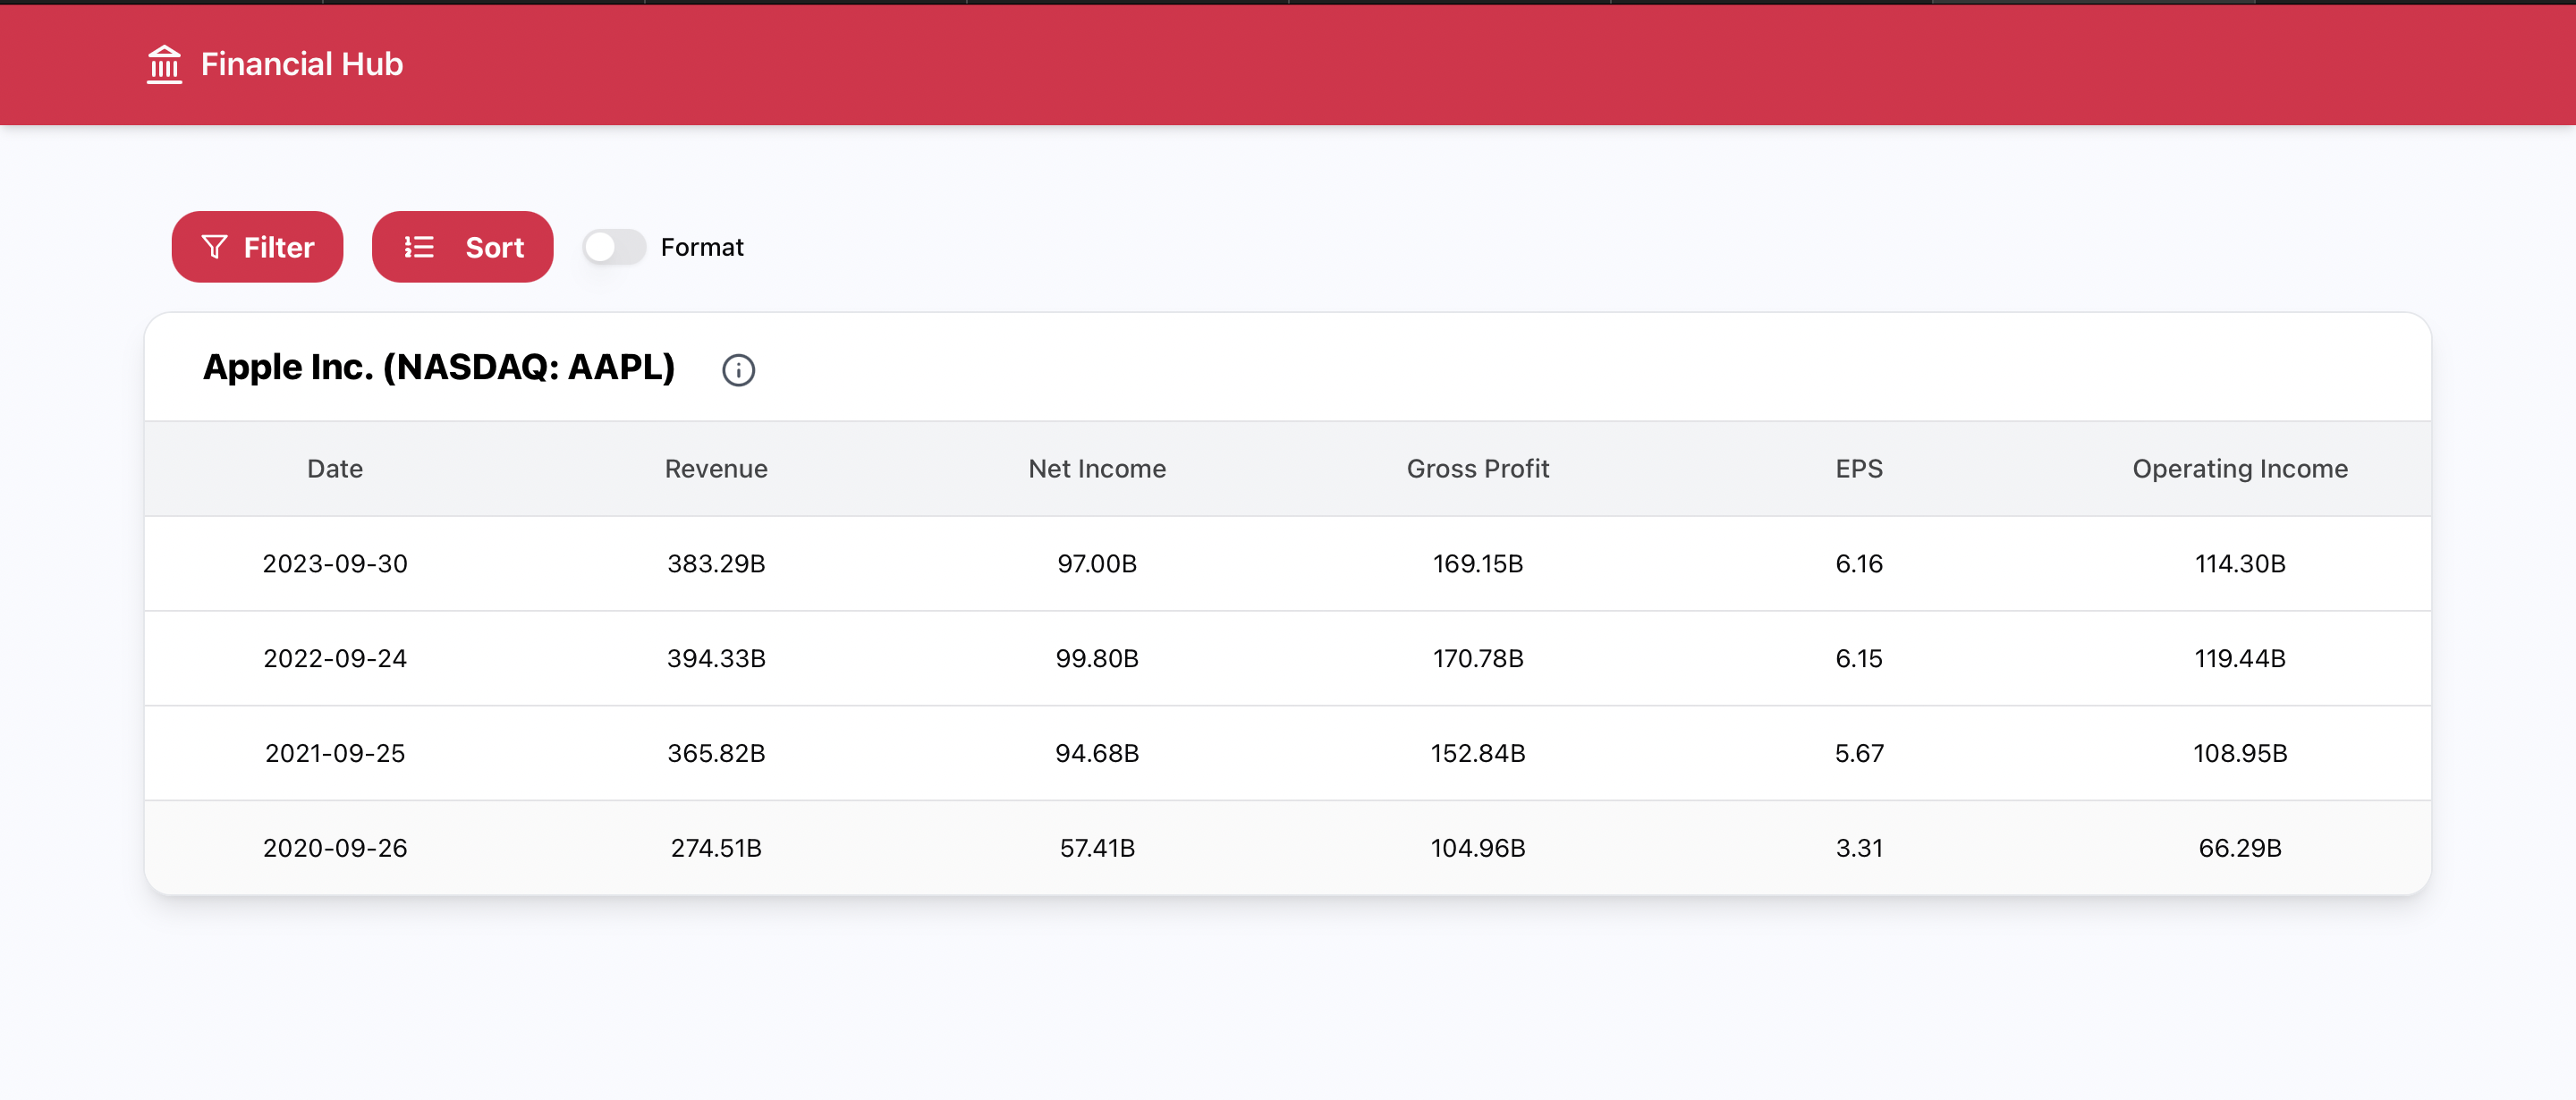 Financial Hub
Filter Sort Format
Apple Inc. (NASDAQ: AAPL)
Date Revenue Net Income Gross Profit EPS Operating Income
2023-09-30 383.29B 97.00B 169.15B 6.16 114.30B
2022-09-24 394.33B 99.80B 170.78B 6.15 119.44B
2021-09-25 365.82B 94.68B 152.84B 5.67 108.95B
2020-09-26 274.51B 57.41B 104.96B 3.31 66.29B